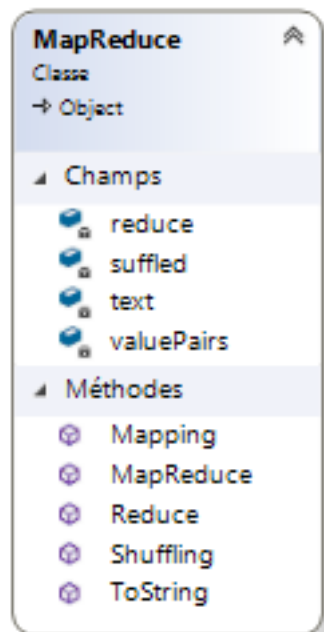 MapReduce
Classe
→ Object
Champs
reduce
suffled
text
valuePairs
Méthodes
Mapping
MapReduce
Reduce
Shuffling
ToString